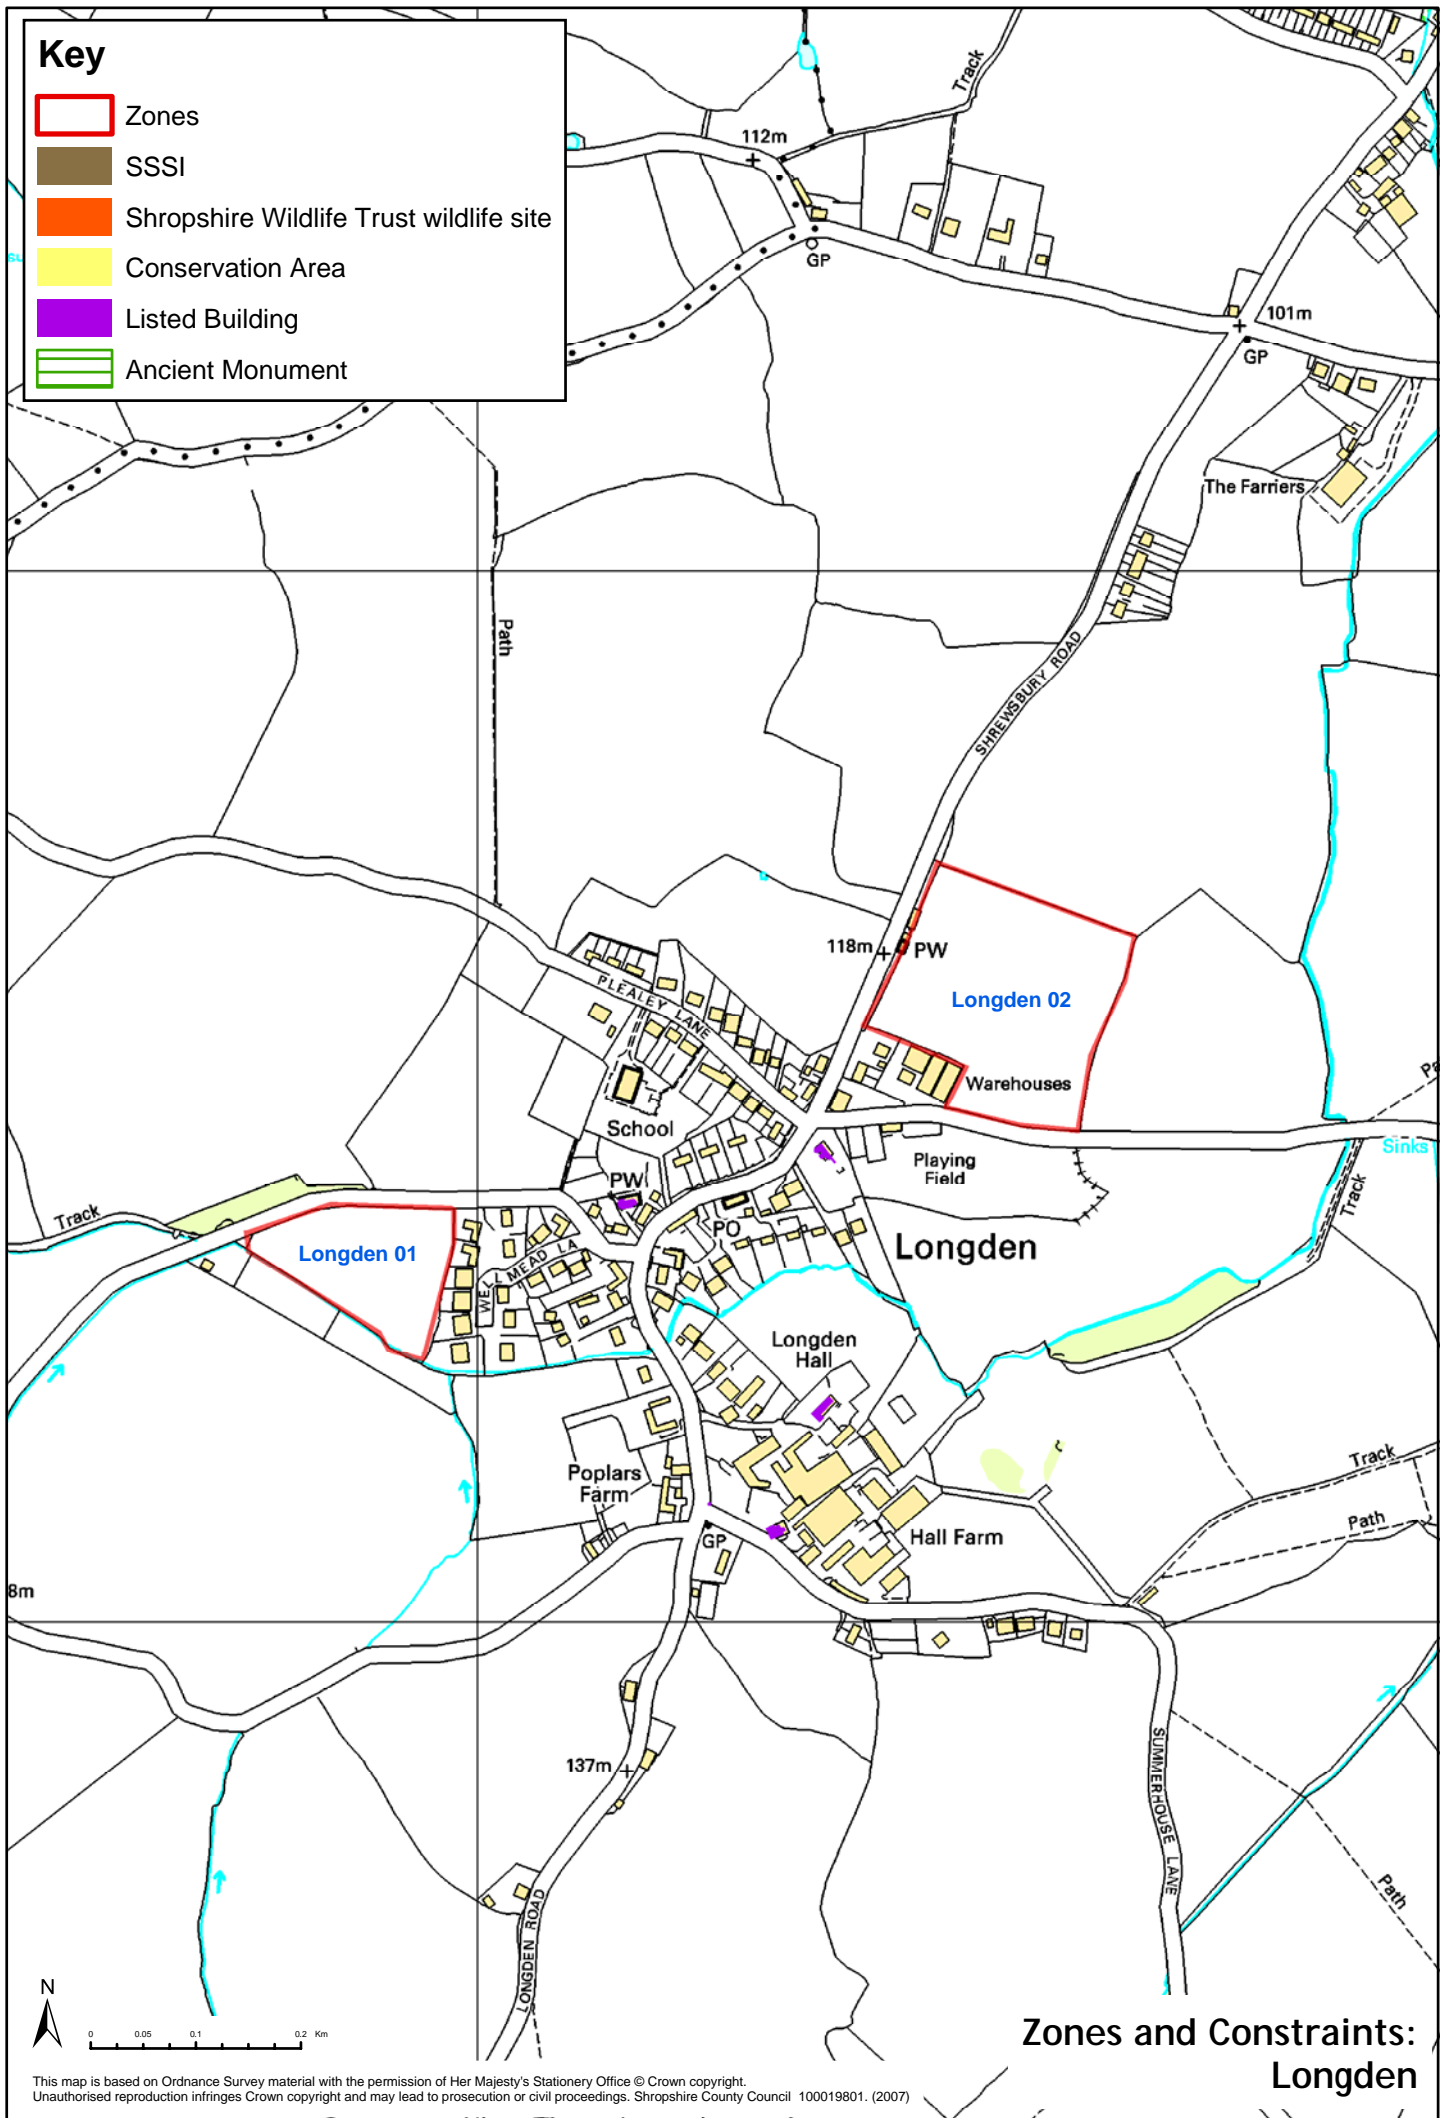 Key
Zones
SSSI
Shropshire Wildlife Trust wildlife site
Conservation Area
Listed Building
Ancient Monument
Track
112m
GP
101m
GP
The Farriers
Path
SHREWSBURY ROAD
118m
PW
Longden 02
PLEALEY LANE
Warehouses
School
Playing
Field
Sinks
PW
Track
Track
PO
Longden
Longden 01
WELL MEAD LA
Longden
Hall
Poplars
Farm
Track
Path
GP
Hall Farm
8m
137m
SUMMERHOUSE LANE
Path
LONGDEN ROAD
N
0 0.05 0.1 0.2 Km
Zones and Constraints:
Longden
This map is based on Ordnance Survey material with the permission of Her Majesty's Stationery Office © Crown copyright.
Unauthorised reproduction infringes Crown copyright and may lead to prosecution or civil proceedings. Shropshire County Council 100019801. (2007)